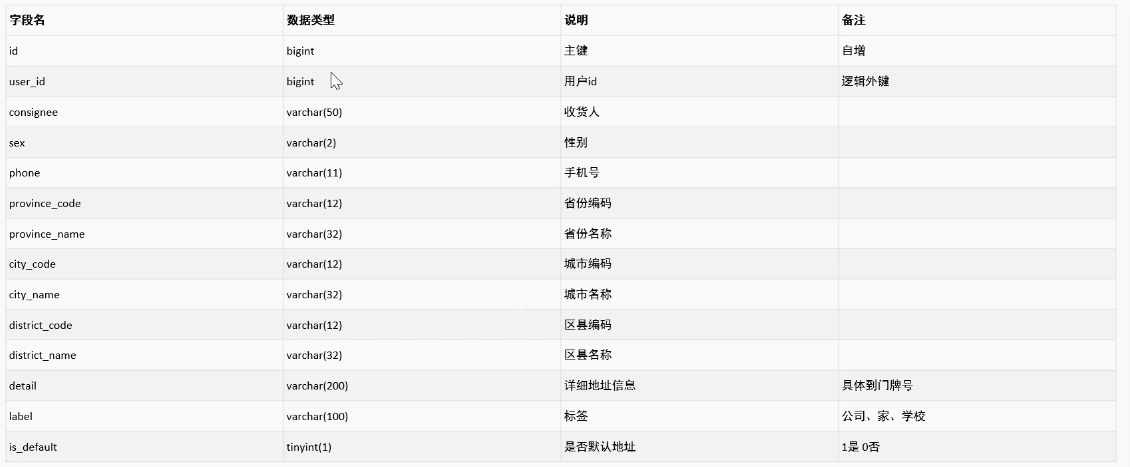 字段名 数据类型 说明 备注
id bigint 主键 自增
user_id bigint 用户id 逻辑外键
consignee varchar(50) 收货人
sex varchar(2) 性别
phone varchar(11) 手机号
province_code varchar(12) 省份编码
province_name varchar(32) 省份名称
city_code varchar(12) 城市编码
city_name varchar(32) 城市名称
district_code varchar(12) 区县编码
district_name varchar(32) 区县名称
detail varchar(200) 详细地址信息 具体到门牌号
label varchar(100) 标签 公司、家、学校
is_default tinyint(1) 是否默认地址 1是 0否